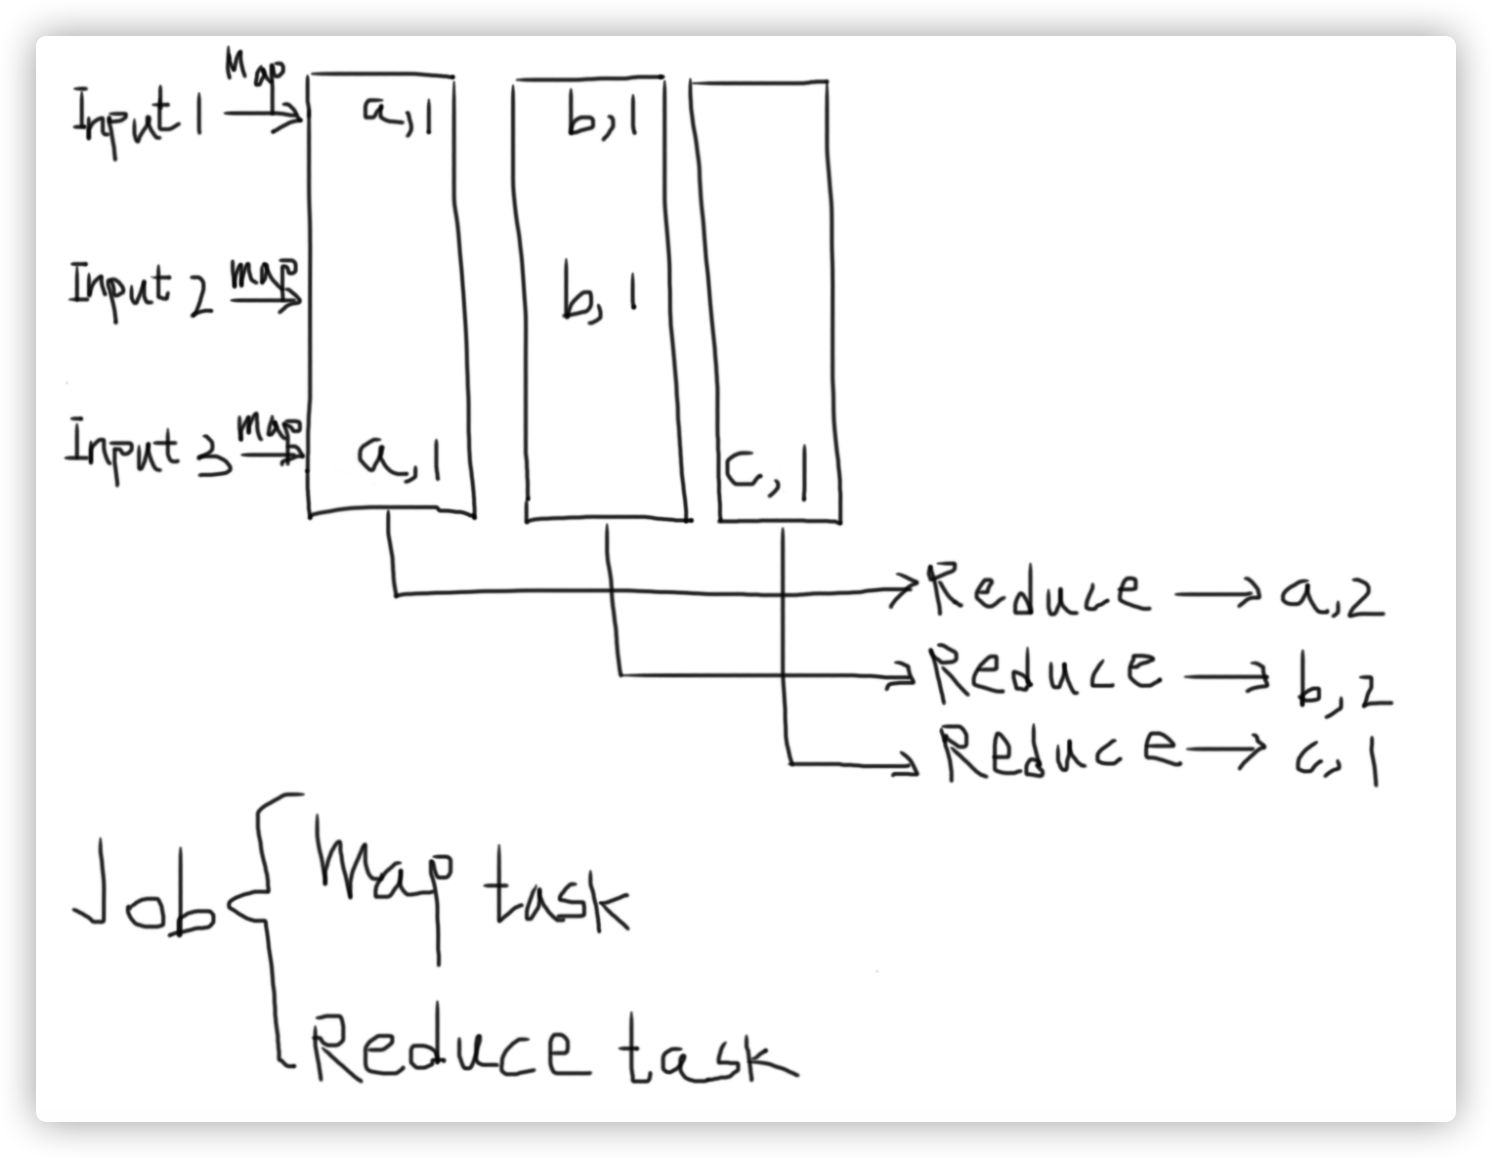 Input 1 Map a,1 b,1
Input 2 map b,1
Input 3 map a,1 c,1
Reduce a,2
Reduce b,2
Reduce c,1
Job
Map task
Reduce task